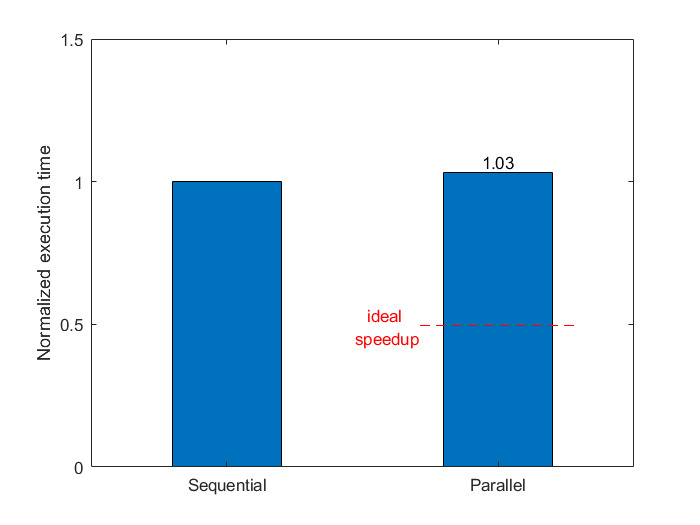 1.5
1
0.5
0
Normalized execution time
1.03
ideal
speedup
Sequential
Parallel